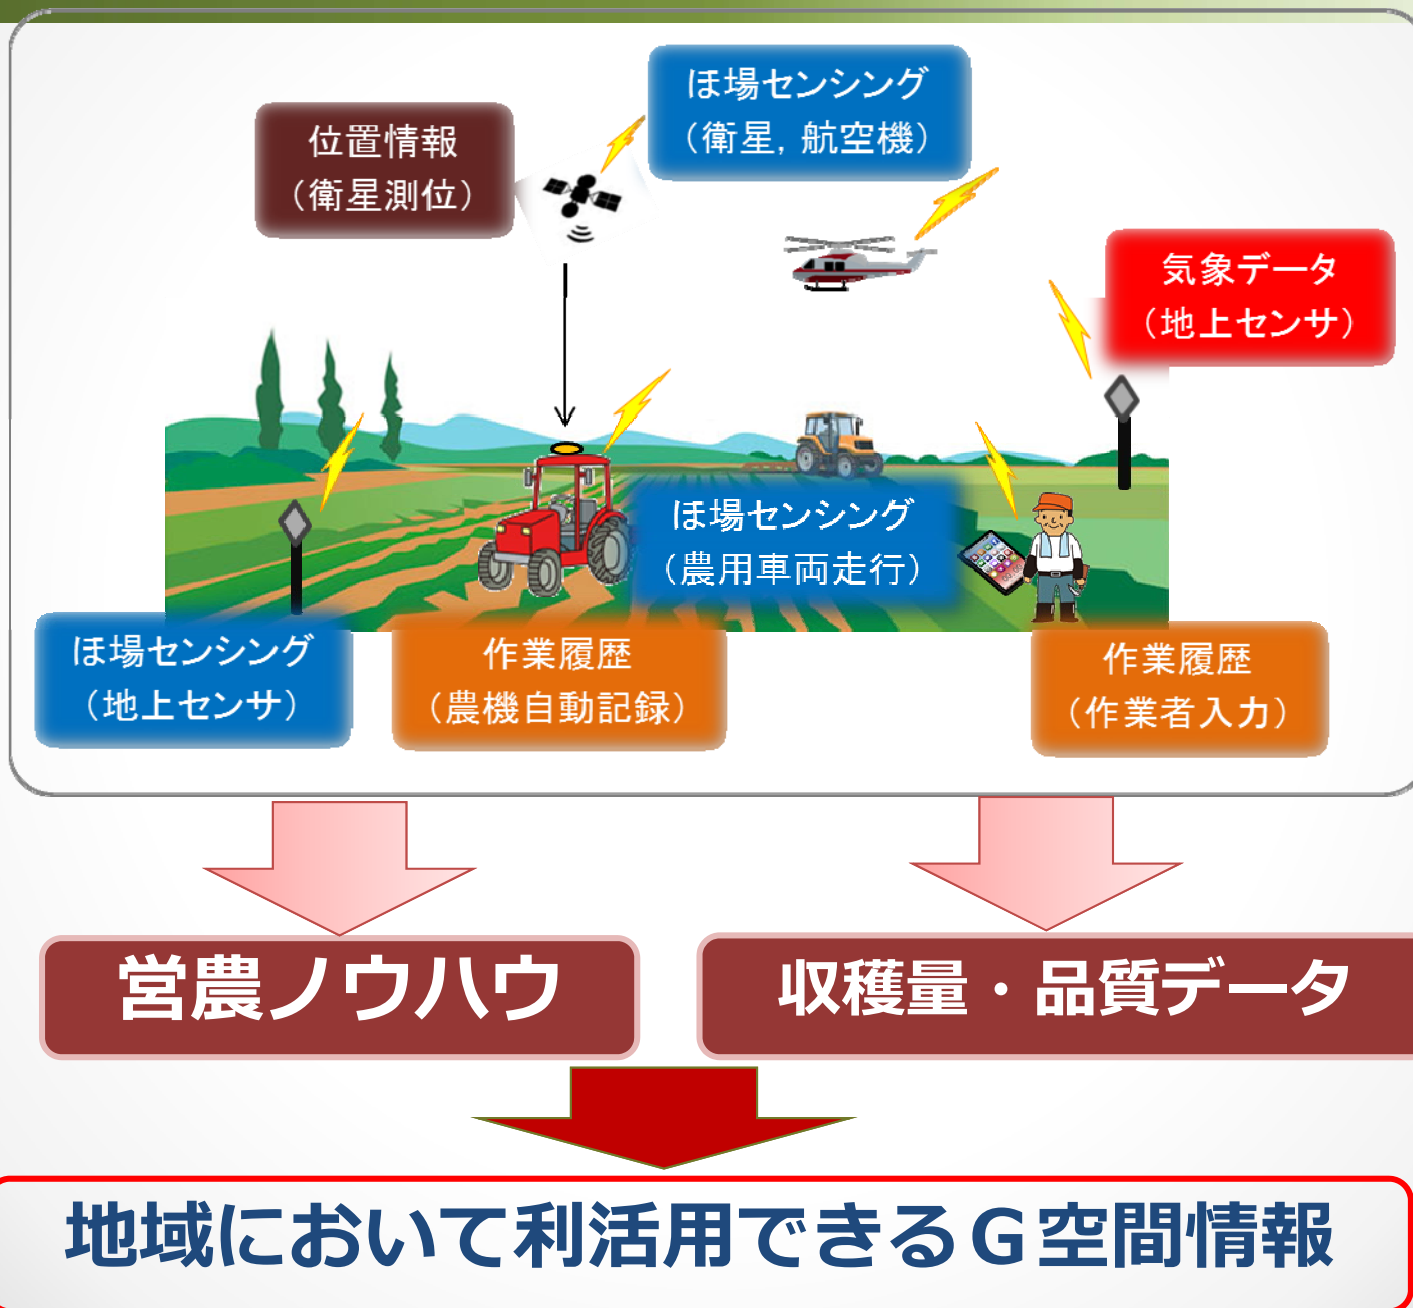 ほ場センシング
（衛星，航空機）
位置情報
（衛星測位）
気象データ
（地上センサ）
ほ場センシング
（農用車両走行）
ほ場センシング
（地上センサ）
作業履歴
（農機自動記録）
作業履歴
（作業者入力）
営農ノウハウ
収穫量・品質データ
地域において利活用できるＧ空間情報